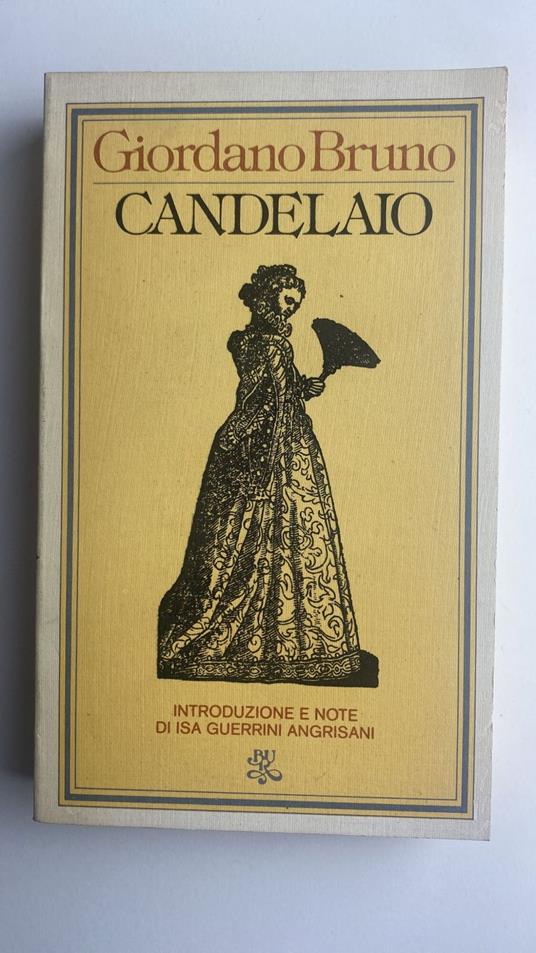 Giordano Bruno
CANDELAIO
INTRODUZIONE E NOTE
DI ISA GUERRINI ANGRISANI
BUR